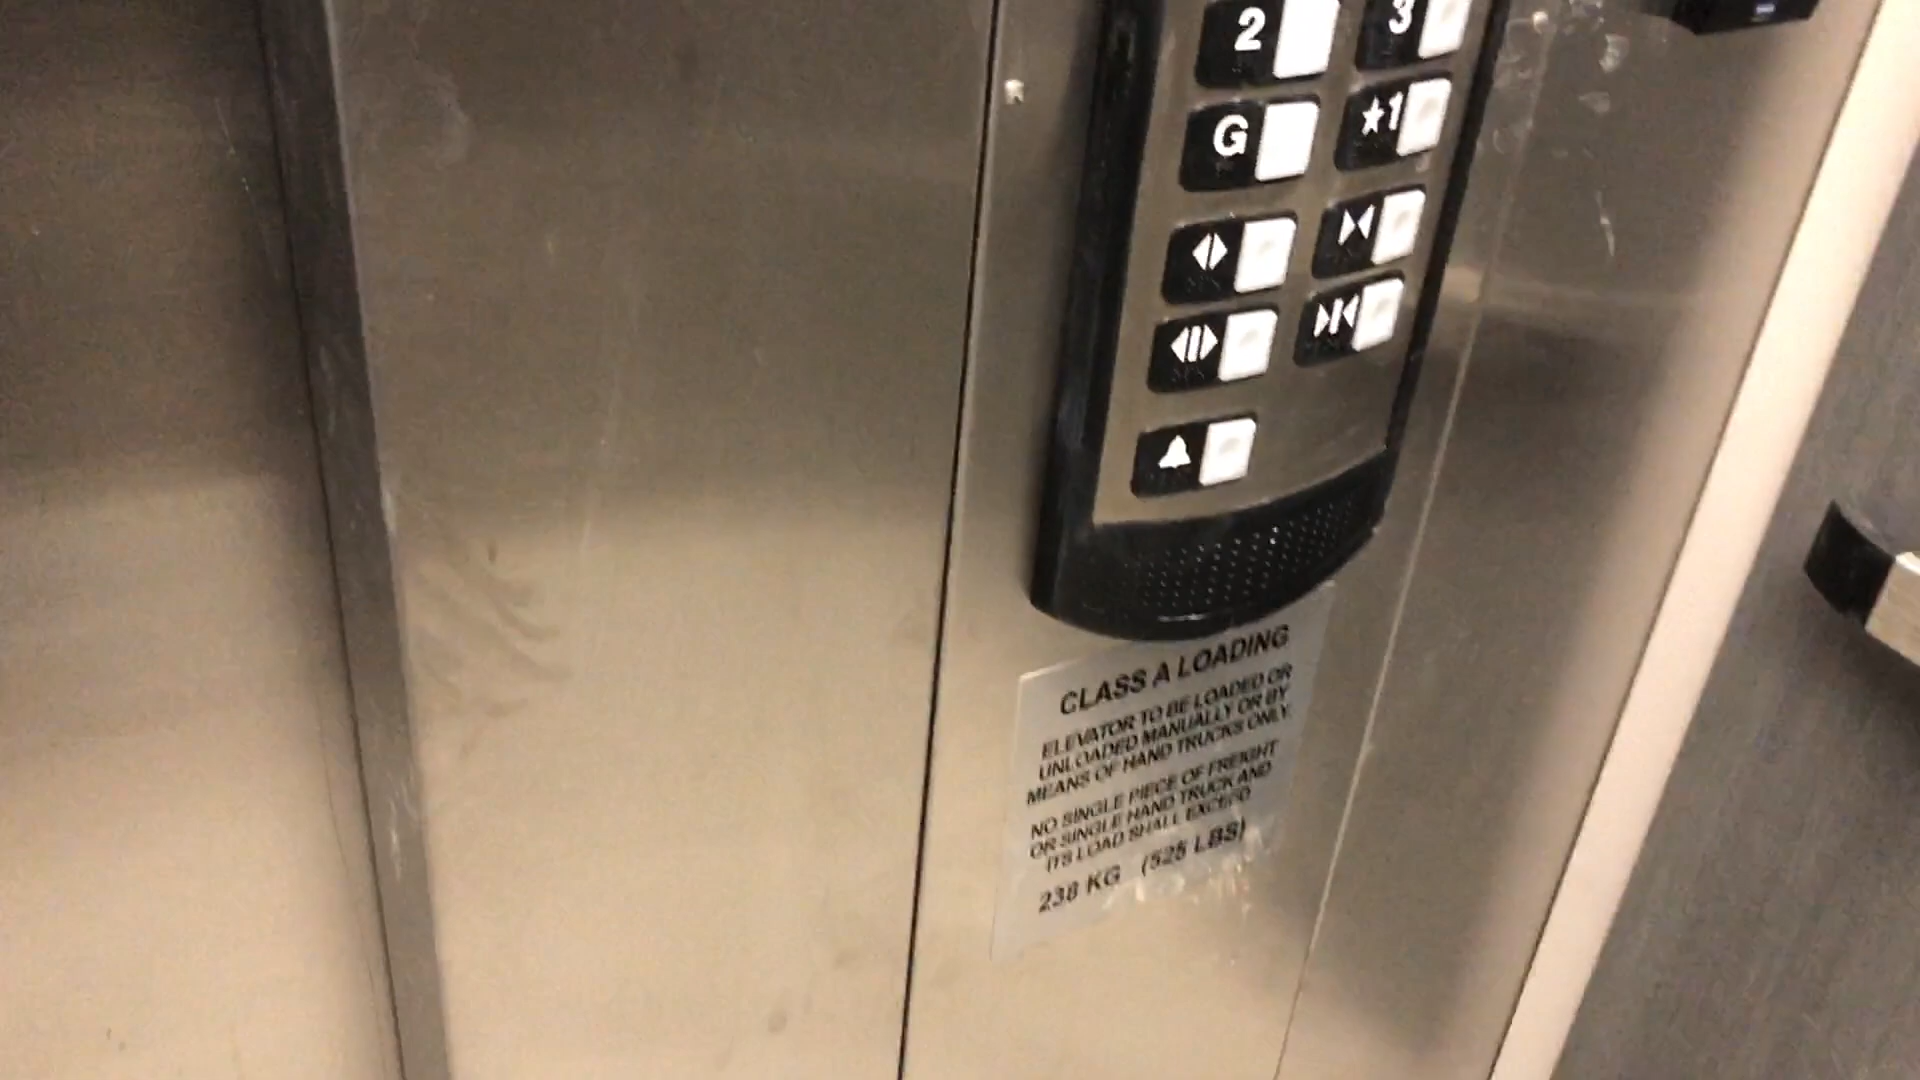 2 3
G ★1
CLASS A LOADING
ELEVATOR TO BE LOADED OR
UNLOADED MANUALLY OR BY
MEANS OF HAND TRUCKS ONLY.
NO SINGLE PIECE OF FREIGHT
OR SINGLE HAND TRUCK AND
ITS LOAD SHALL EXCEED
238 KG (525 LBS)